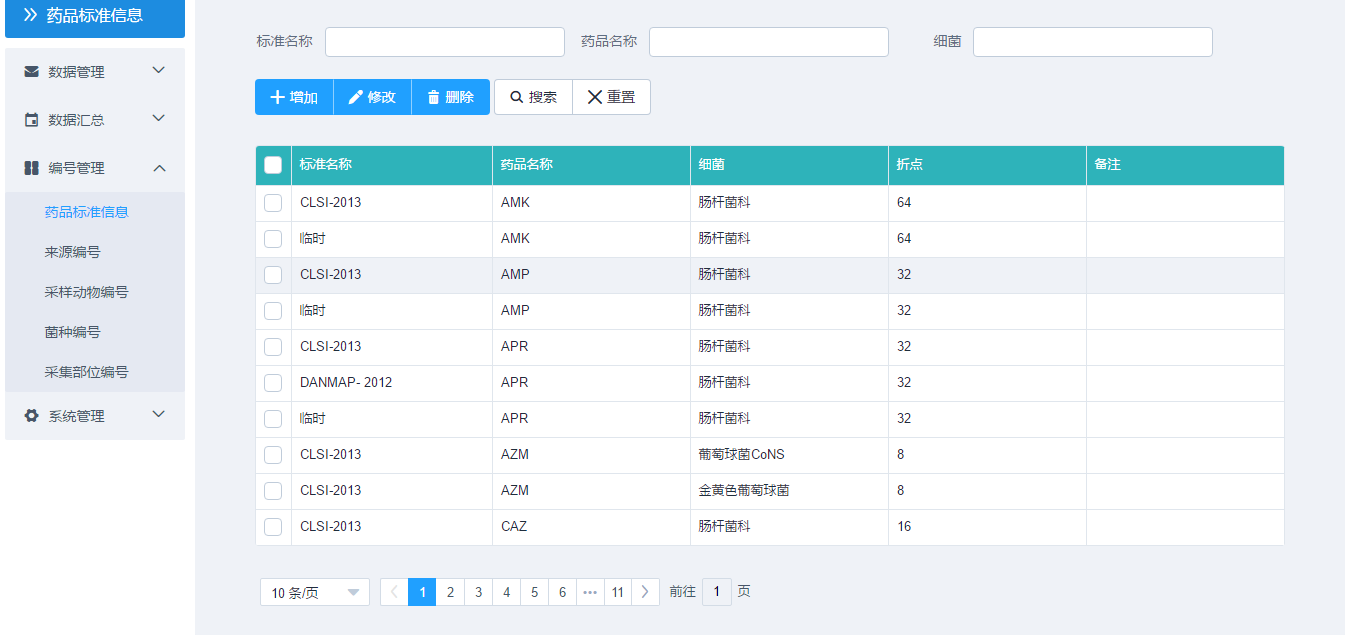 药品标准信息
数据管理
数据汇总
编号管理
药品标准信息
来源编号
采样动物编号
菌种编号
采集部位编号
系统管理
标准名称 药品名称 细菌
增加 修改 删除 搜索 重置
标准名称 药品名称 细菌 折点 备注
CLSI-2013 AMK 肠杆菌科 64
临时 AMK 肠杆菌科 64
CLSI-2013 AMP 肠杆菌科 32
临时 AMP 肠杆菌科 32
CLSI-2013 APR 肠杆菌科 32
DANMAP- 2012 APR 肠杆菌科 32
临时 APR 肠杆菌科 32
CLSI-2013 AZM 葡萄球菌CoNS 8
CLSI-2013 AZM 金黄色葡萄球菌 8
CLSI-2013 CAZ 肠杆菌科 16
10 条/页 1 2 3 4 5 6 ••• 11 前往 1 页